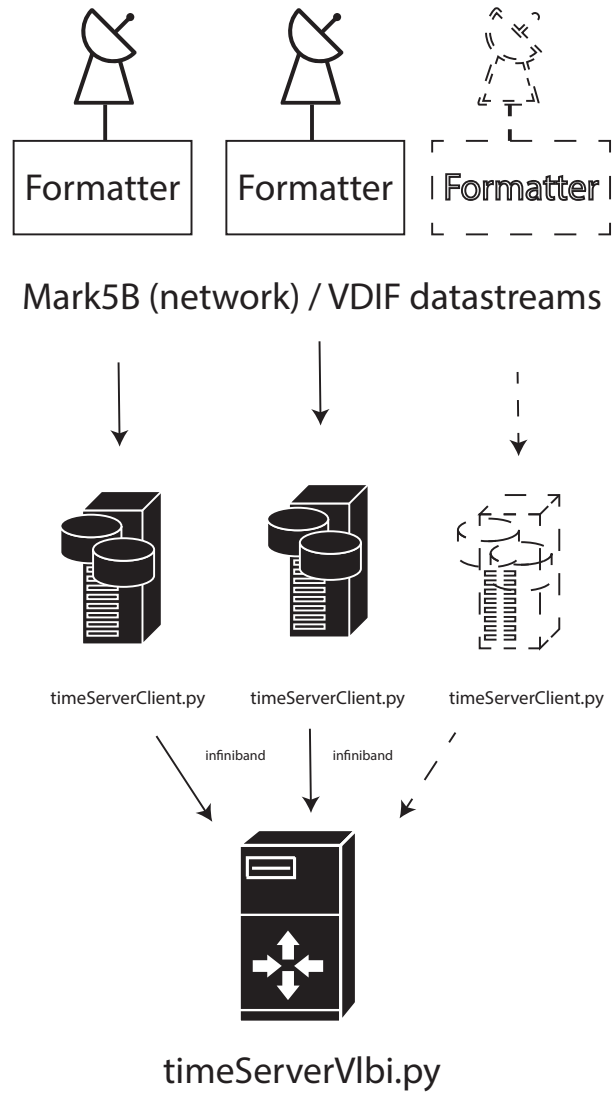 Formatter
Formatter
Formatter
Mark5B (network) / VDIF datastreams
timeServerClient.py
timeServerClient.py
timeServerClient.py
infiniband
infiniband
timeServerVlbi.py